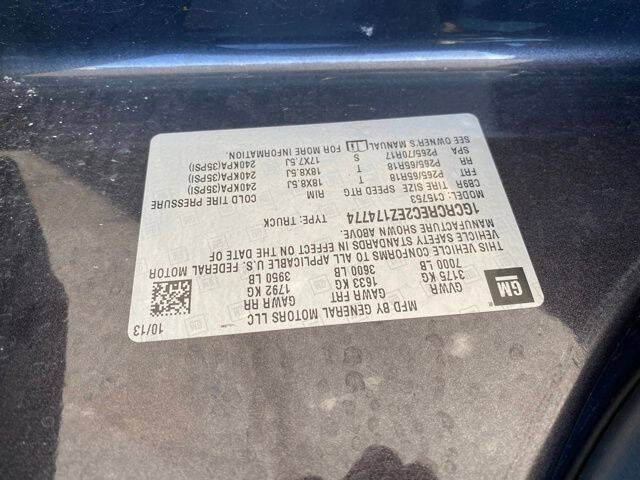 MFD BY GENERAL MOTORS LLC 10/13
GM
GVWR GAWR FRT GAWR RR
3175 KG 1633 KG 1792 KG
7000 LB 3600 LB 3950 LB
THIS VEHICLE CONFORMS TO ALL APPLICABLE U.S. FEDERAL MOTOR
VEHICLE SAFETY STANDARDS IN EFFECT ON THE DATE OF
MANUFACTURE SHOWN ABOVE.
1GCRCREC2EZ174774 TYPE: TRUCK
MODEL: C15753
CB9R TIRE SIZE SPEED RTG RIM COLD TIRE PRESSURE
FRT P265/65R18 T 18X8.5J 240KPA(35PSI)
RR P265/65R18 T 18X8.5J 240KPA(35PSI)
SPA P265/70R17 S 17X7.5J 240KPA(35PSI)
SEE OWNER'S MANUAL FOR MORE INFORMATION.